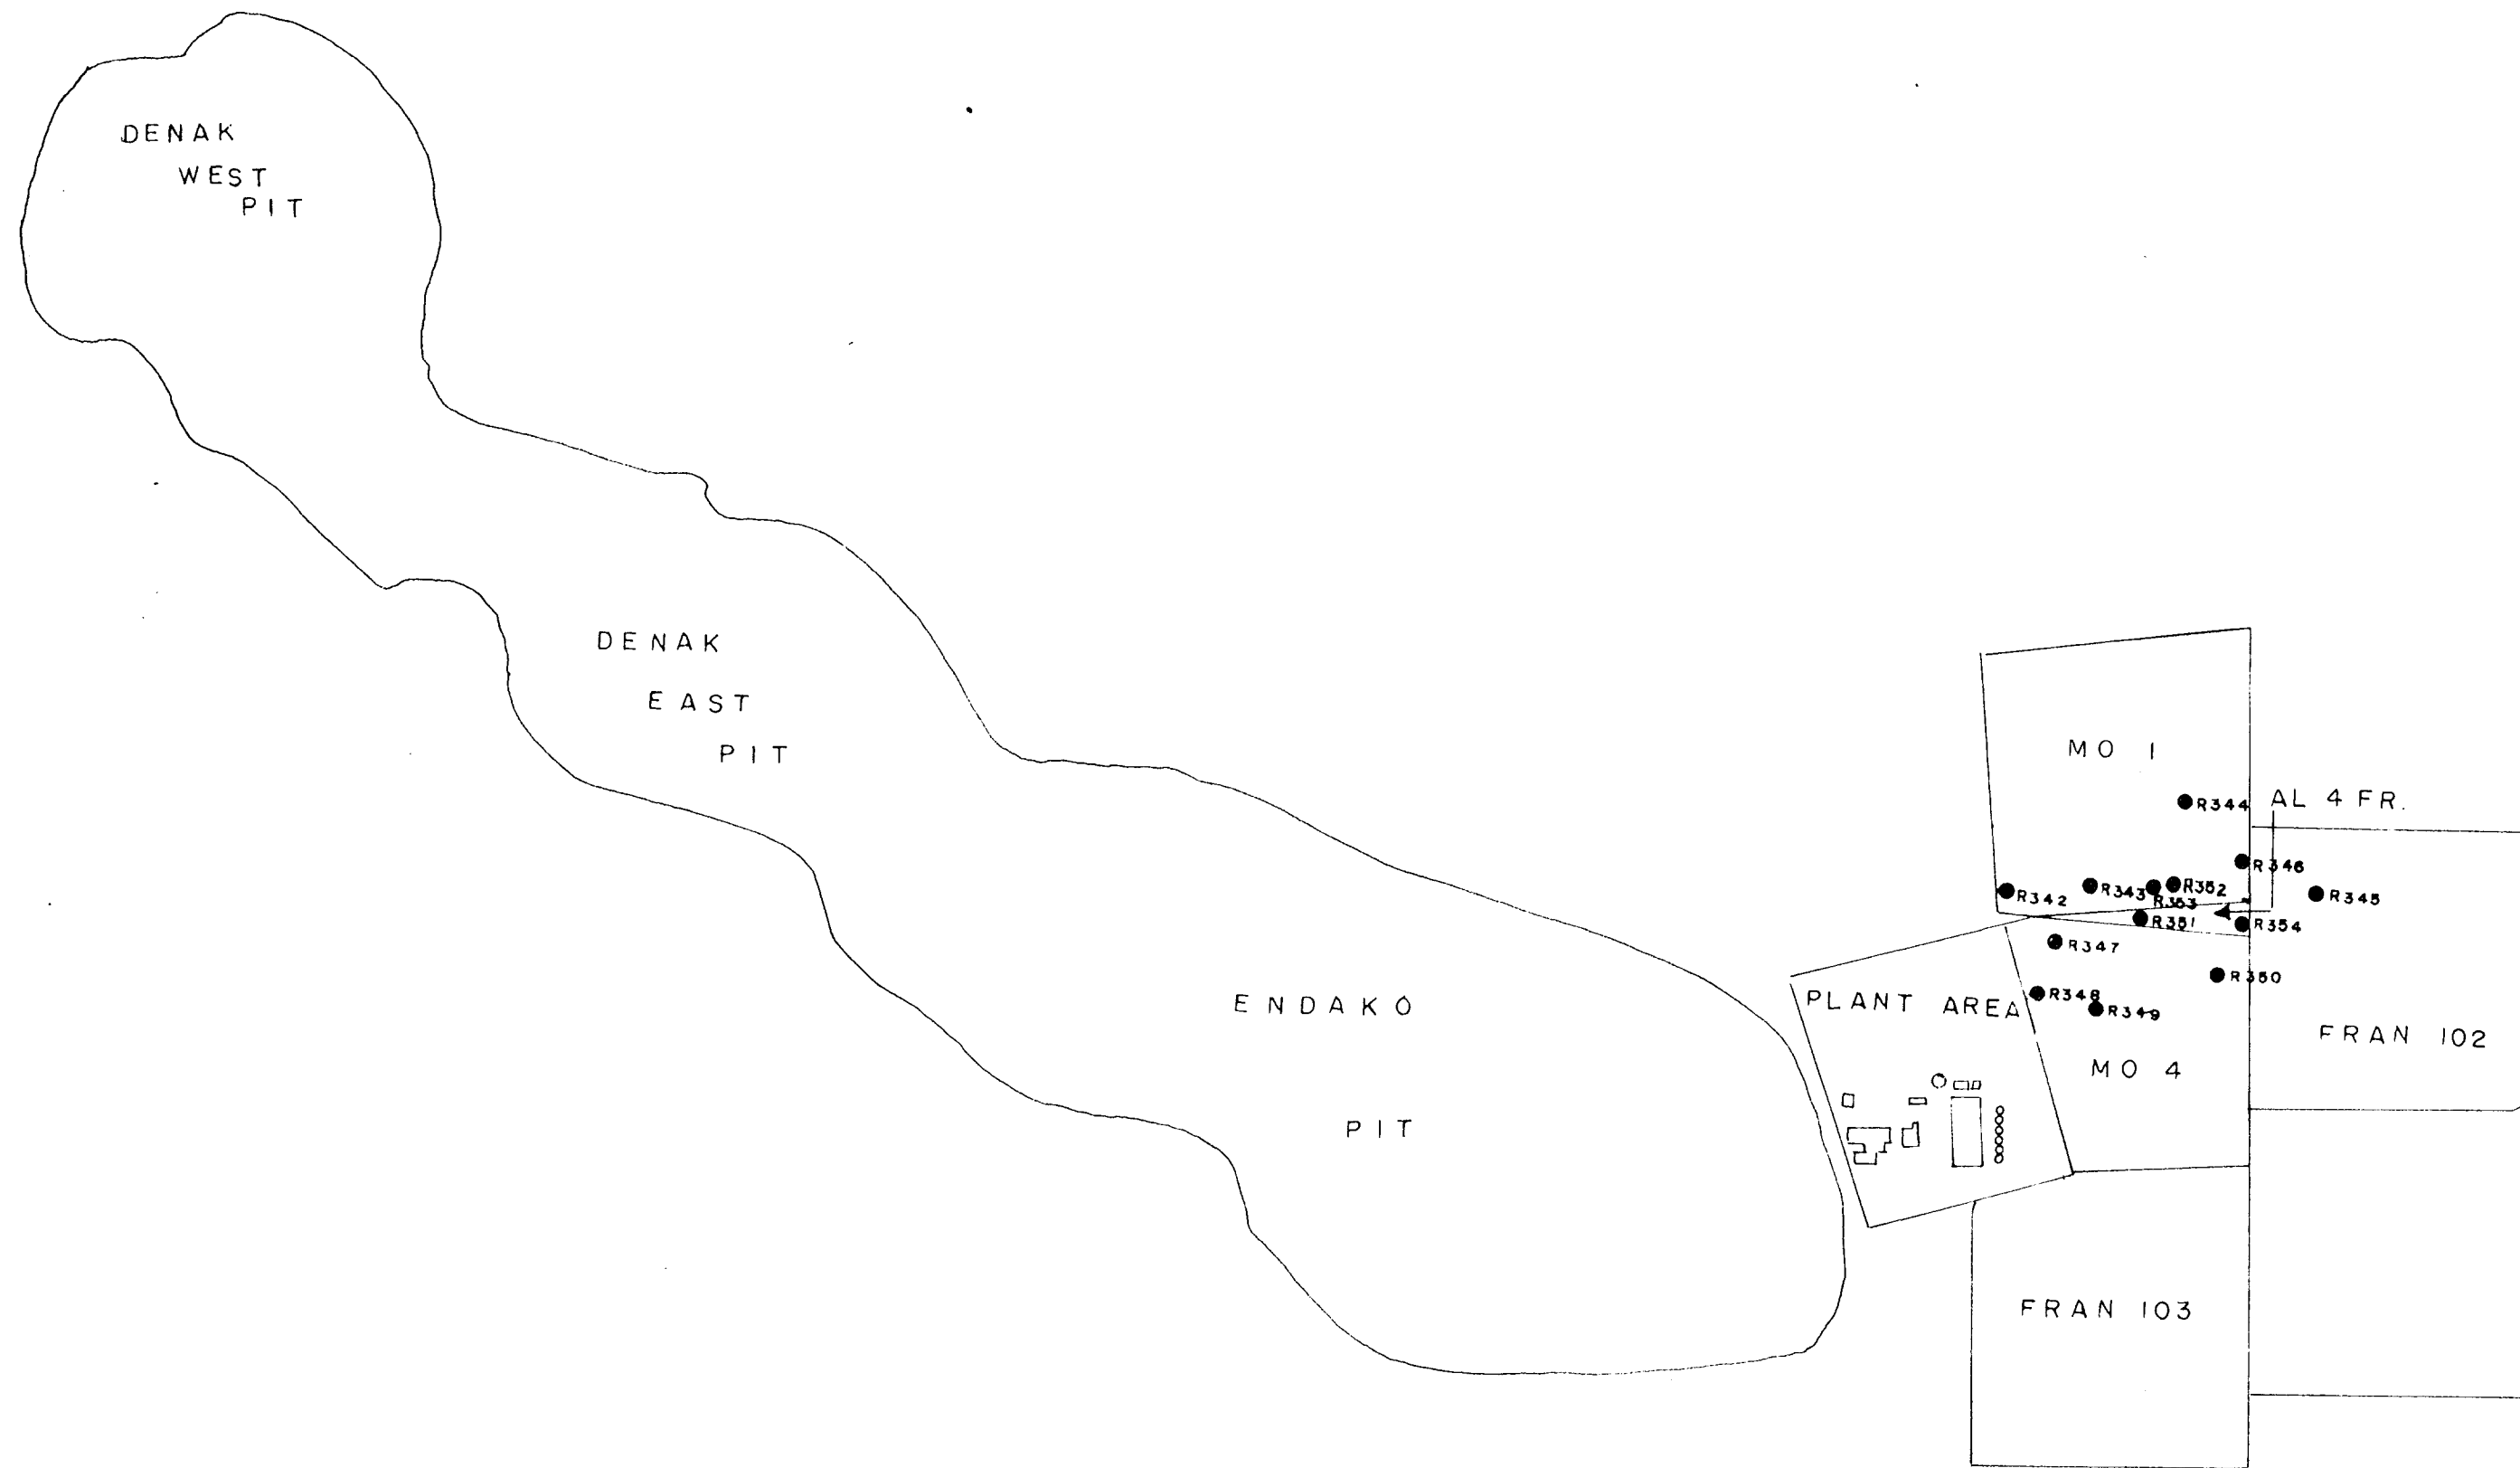 DENAK
WEST
PIT
DENAK
EAST
PIT
ENDAKO
PIT
MO 1
R344
AL 4 FR.
R346
R342
R343
R353
R352
R345
R351
R354
R347
R350
R348
R349
PLANT AREA
FRAN 102
MO 4
FRAN 103